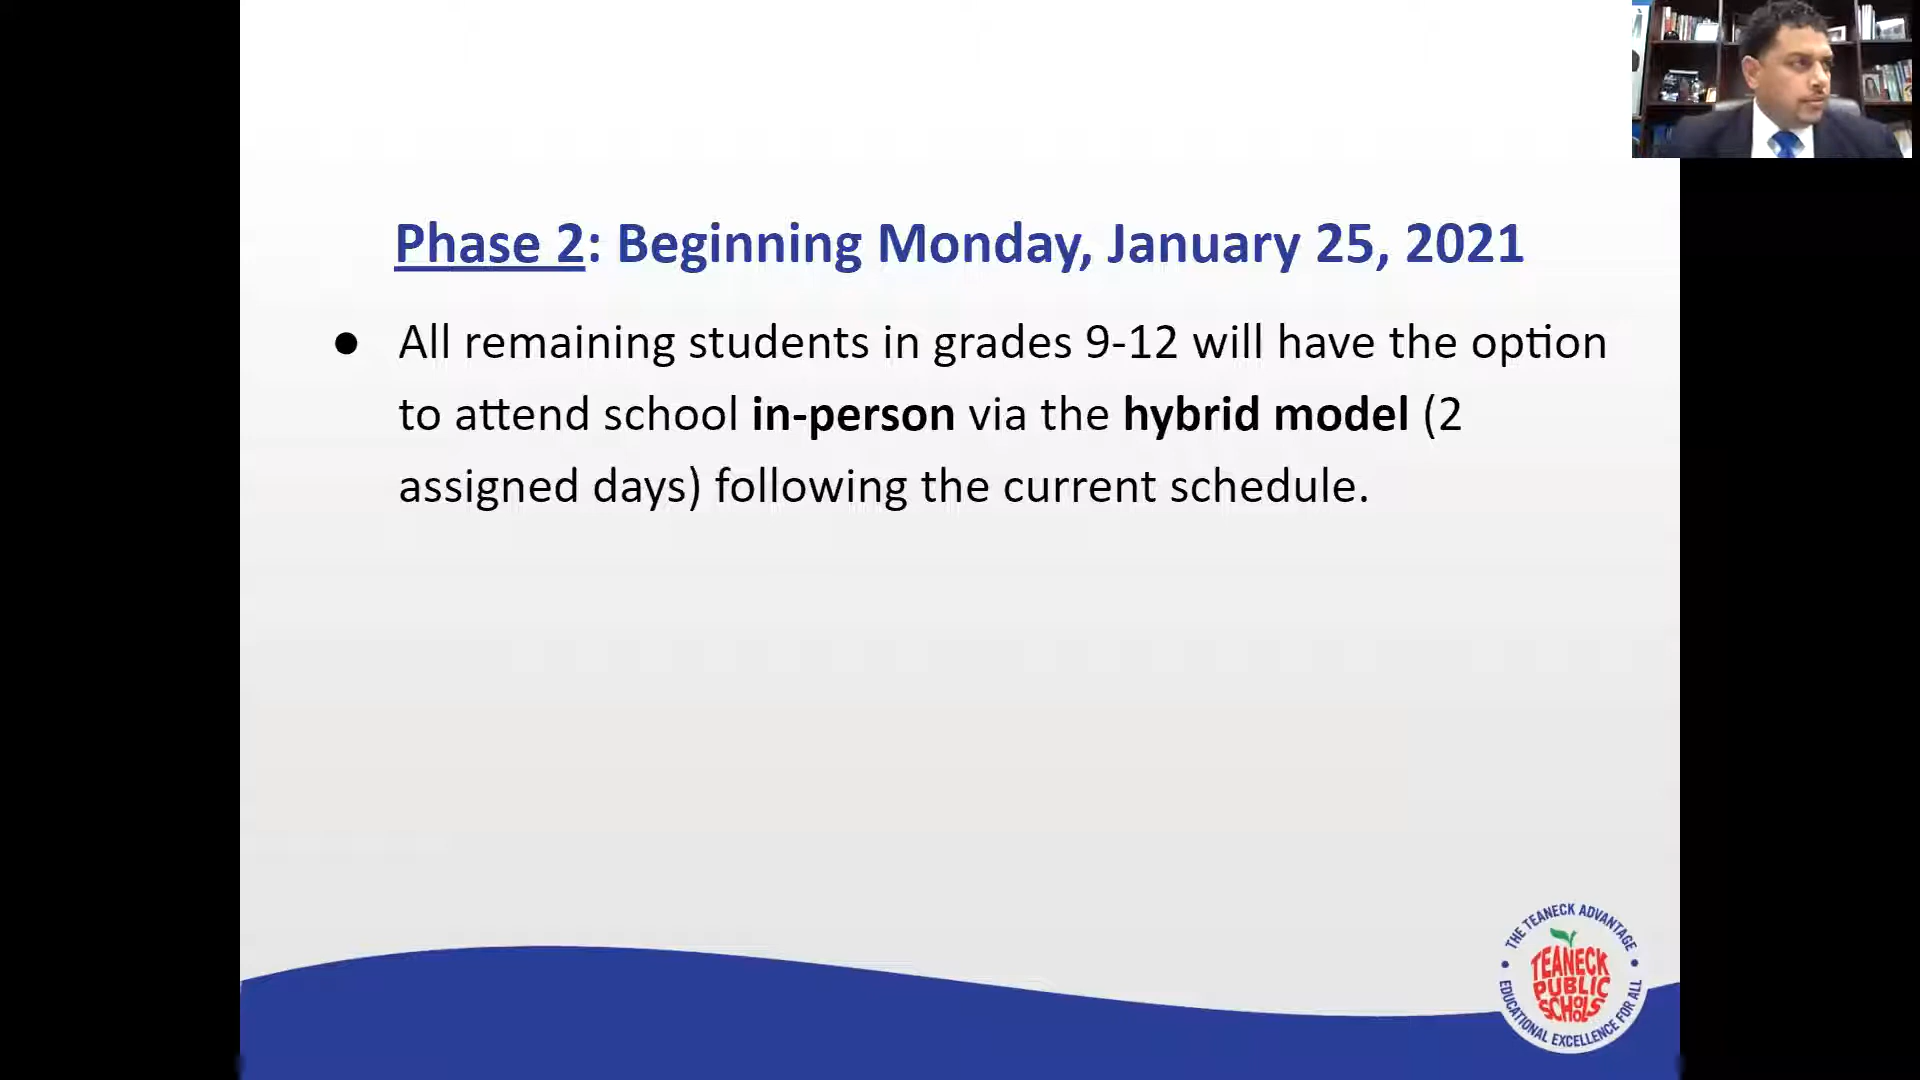 Phase 2: Beginning Monday, January 25, 2021
● All remaining students in grades 9-12 will have the option
to attend school in-person via the hybrid model (2
assigned days) following the current schedule.
• THE TEANECK ADVANTAGE •
TEANECK
PUBLIC
SCHOOLS
EDUCATIONAL EXCELLENCE FOR ALL